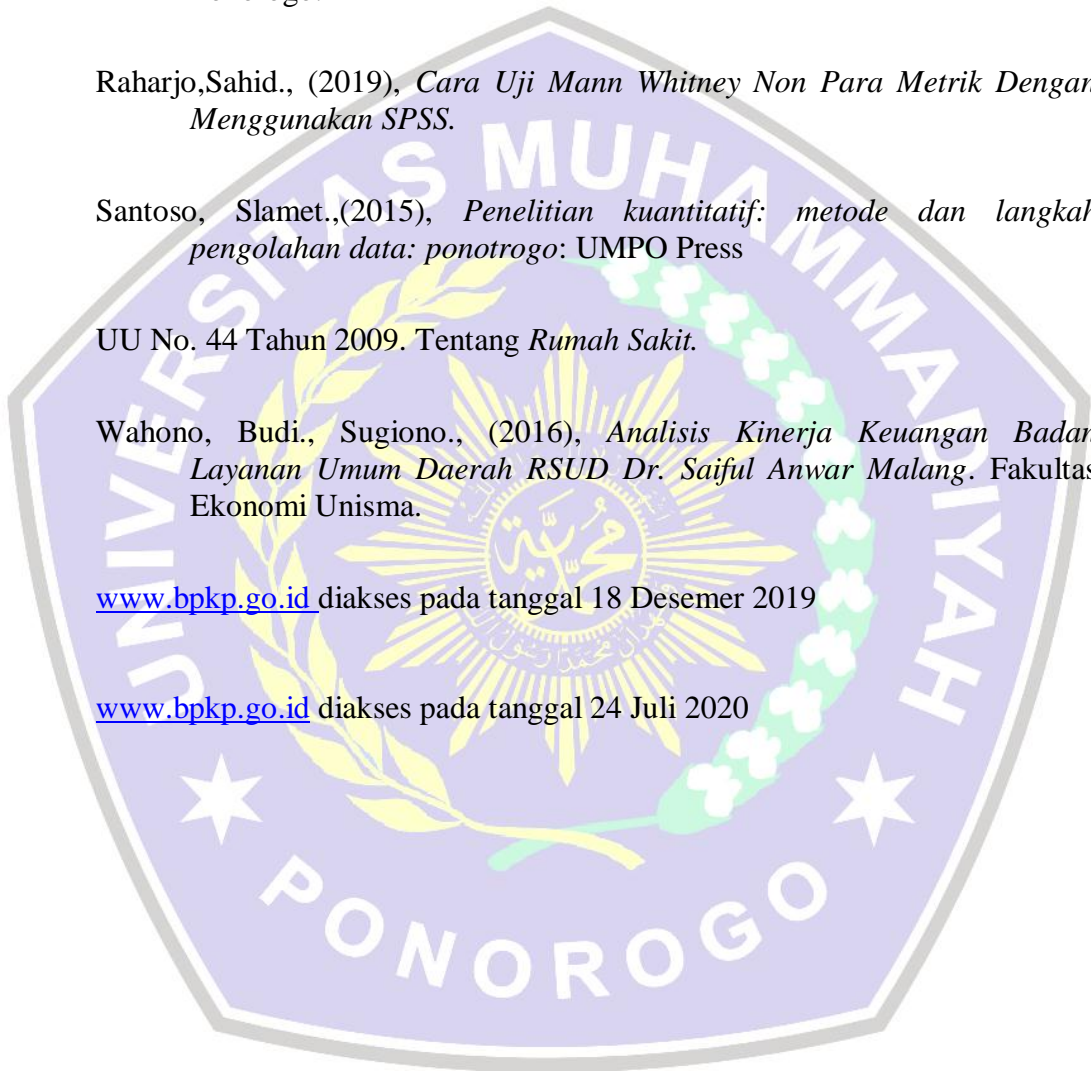 Raharjo,Sahid., (2019), Cara Uji Mann Whitney Non Para Metrik Dengan
Menggunakan SPSS.
Santoso, Slamet.,(2015), Penelitian kuantitatif: metode dan langkah
pengolahan data: ponotrogo: UMPO Press
UU No. 44 Tahun 2009. Tentang Rumah Sakit.
Wahono, Budi., Sugiono., (2016), Analisis Kinerja Keuangan Badan
Layanan Umum Daerah RSUD Dr. Saiful Anwar Malang. Fakultas
Ekonomi Unisma.
www.bpkp.go.id diakses pada tanggal 18 Desemer 2019
www.bpkp.go.id diakses pada tanggal 24 Juli 2020
UNIVERSITAS MUHAMMADIYAH
PONOROGO
محمدية